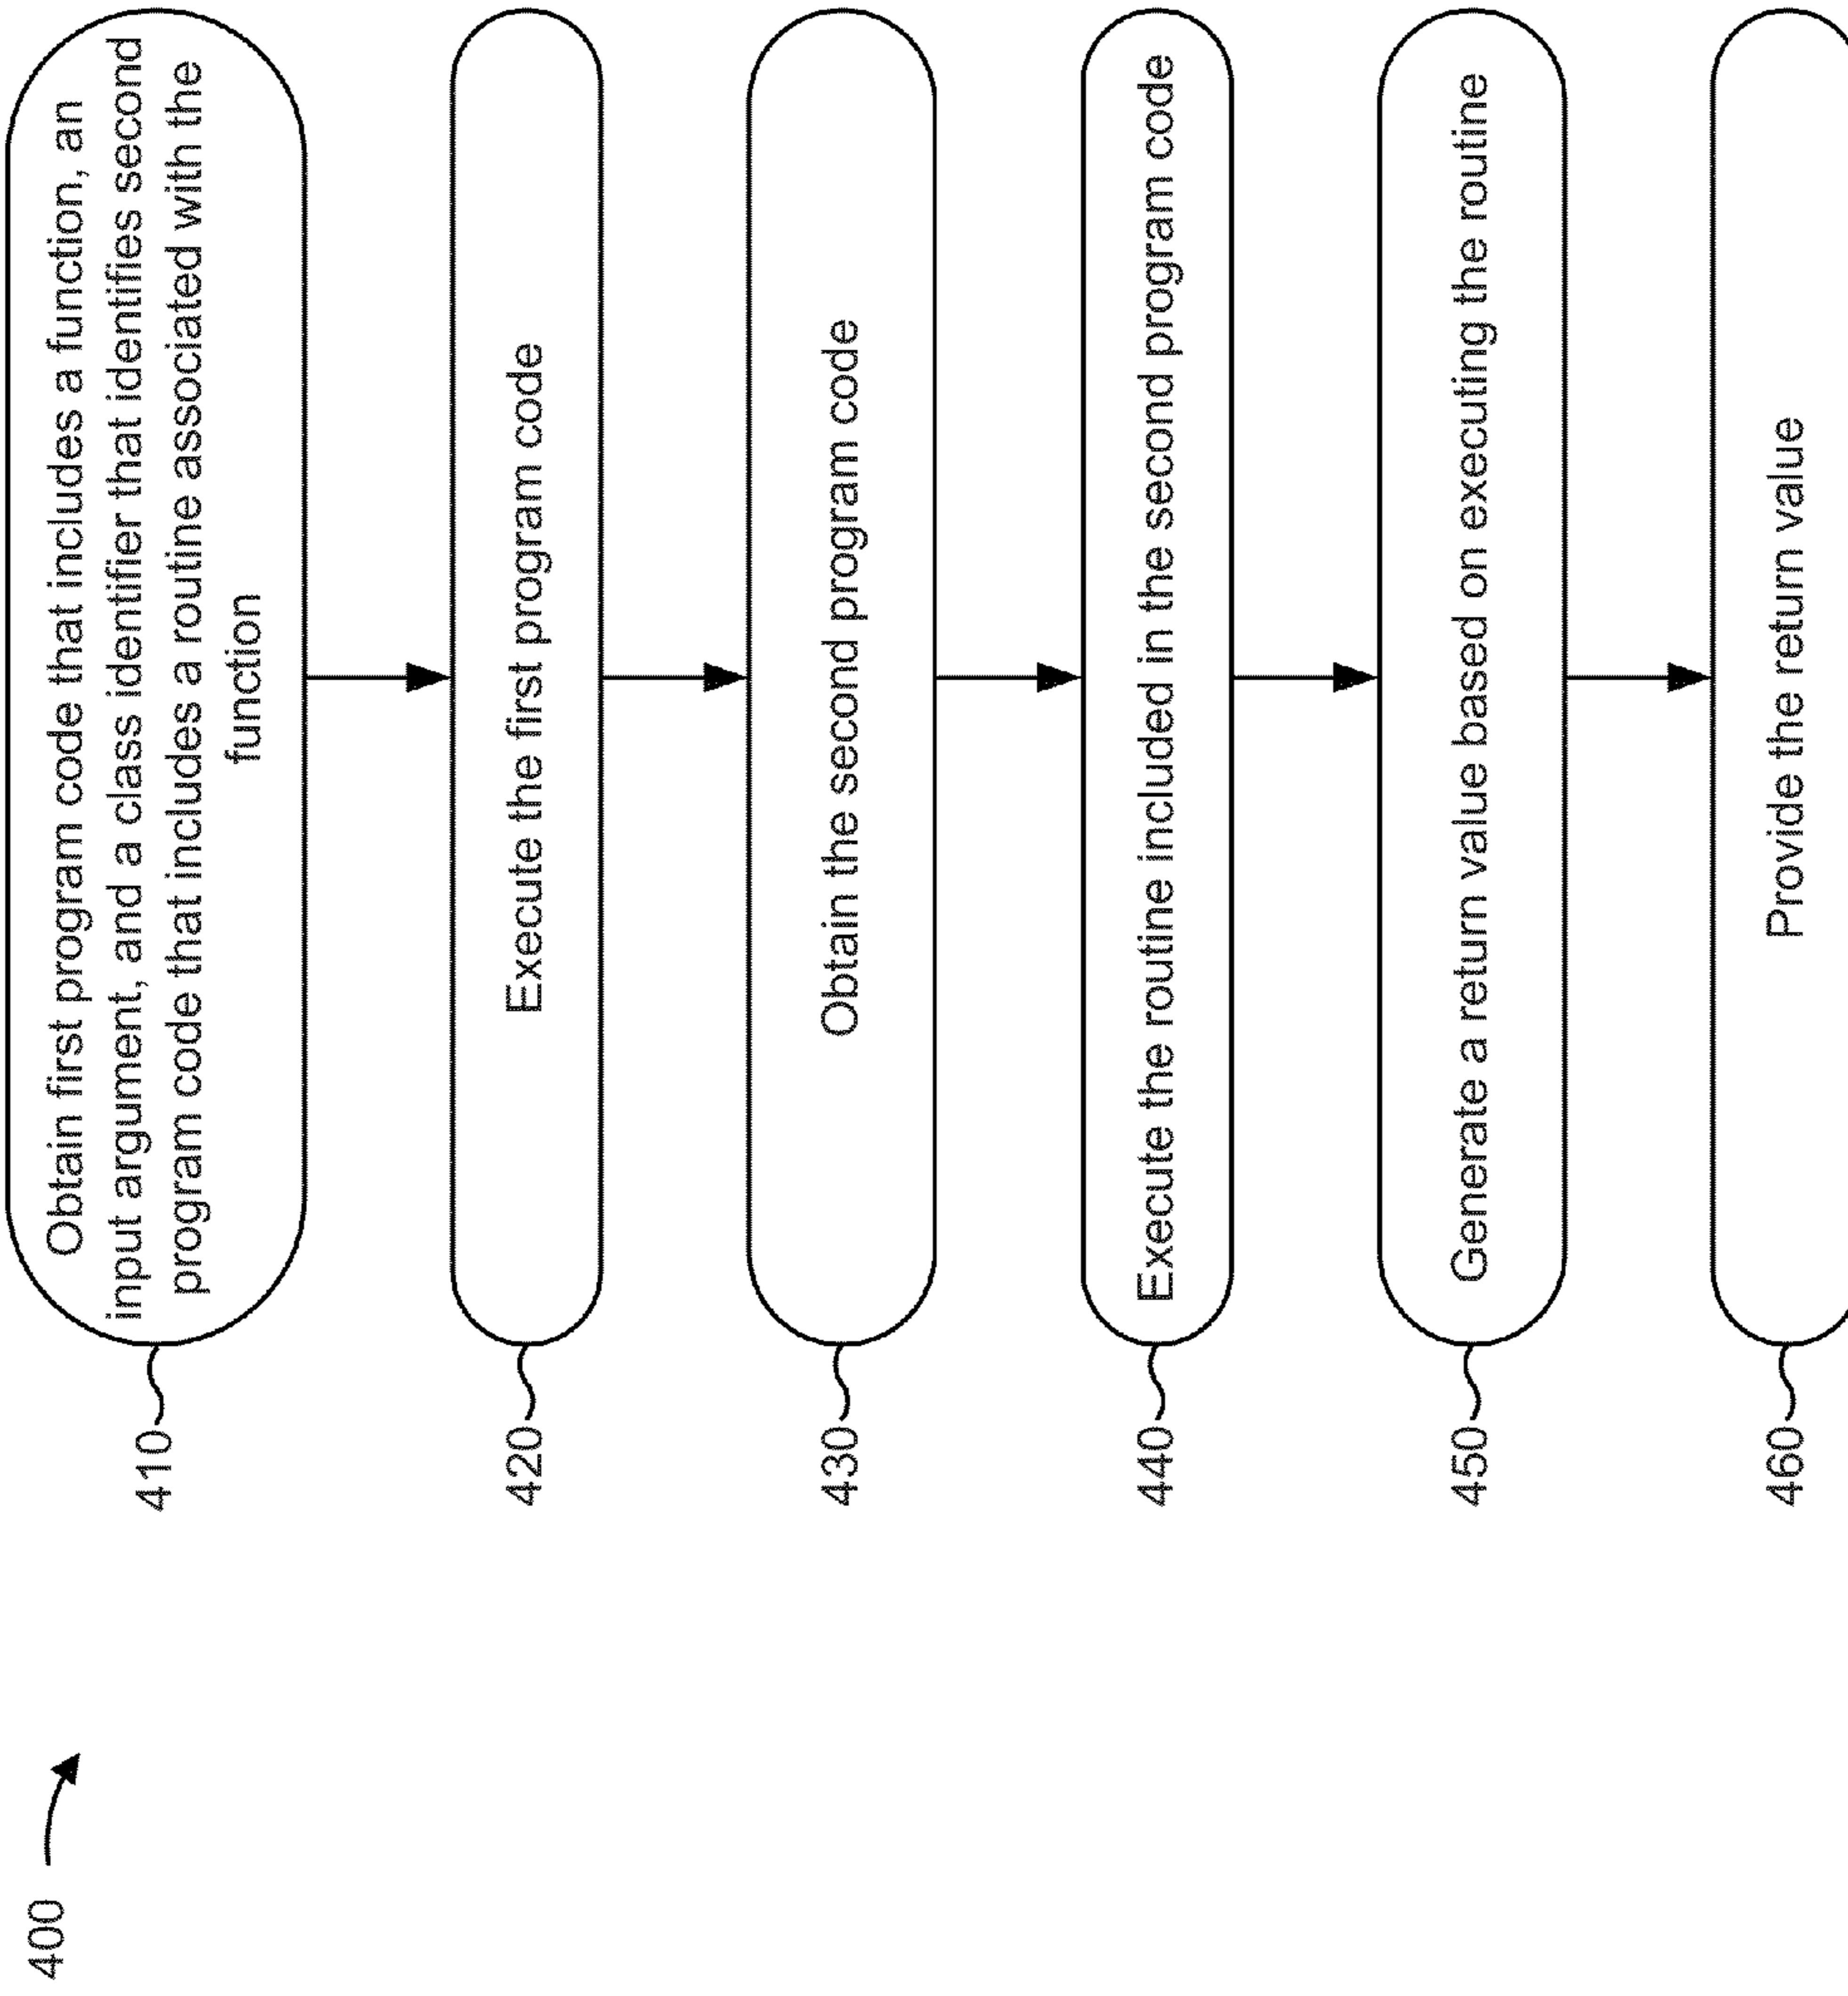 400
410
Obtain first program code that includes a function, an
input argument, and a class identifier that identifies second
program code that includes a routine associated with the
function
420
Execute the first program code
430
Obtain the second program code
440
Execute the routine included in the second program code
450
Generate a return value based on executing the routine
460
Provide the return value